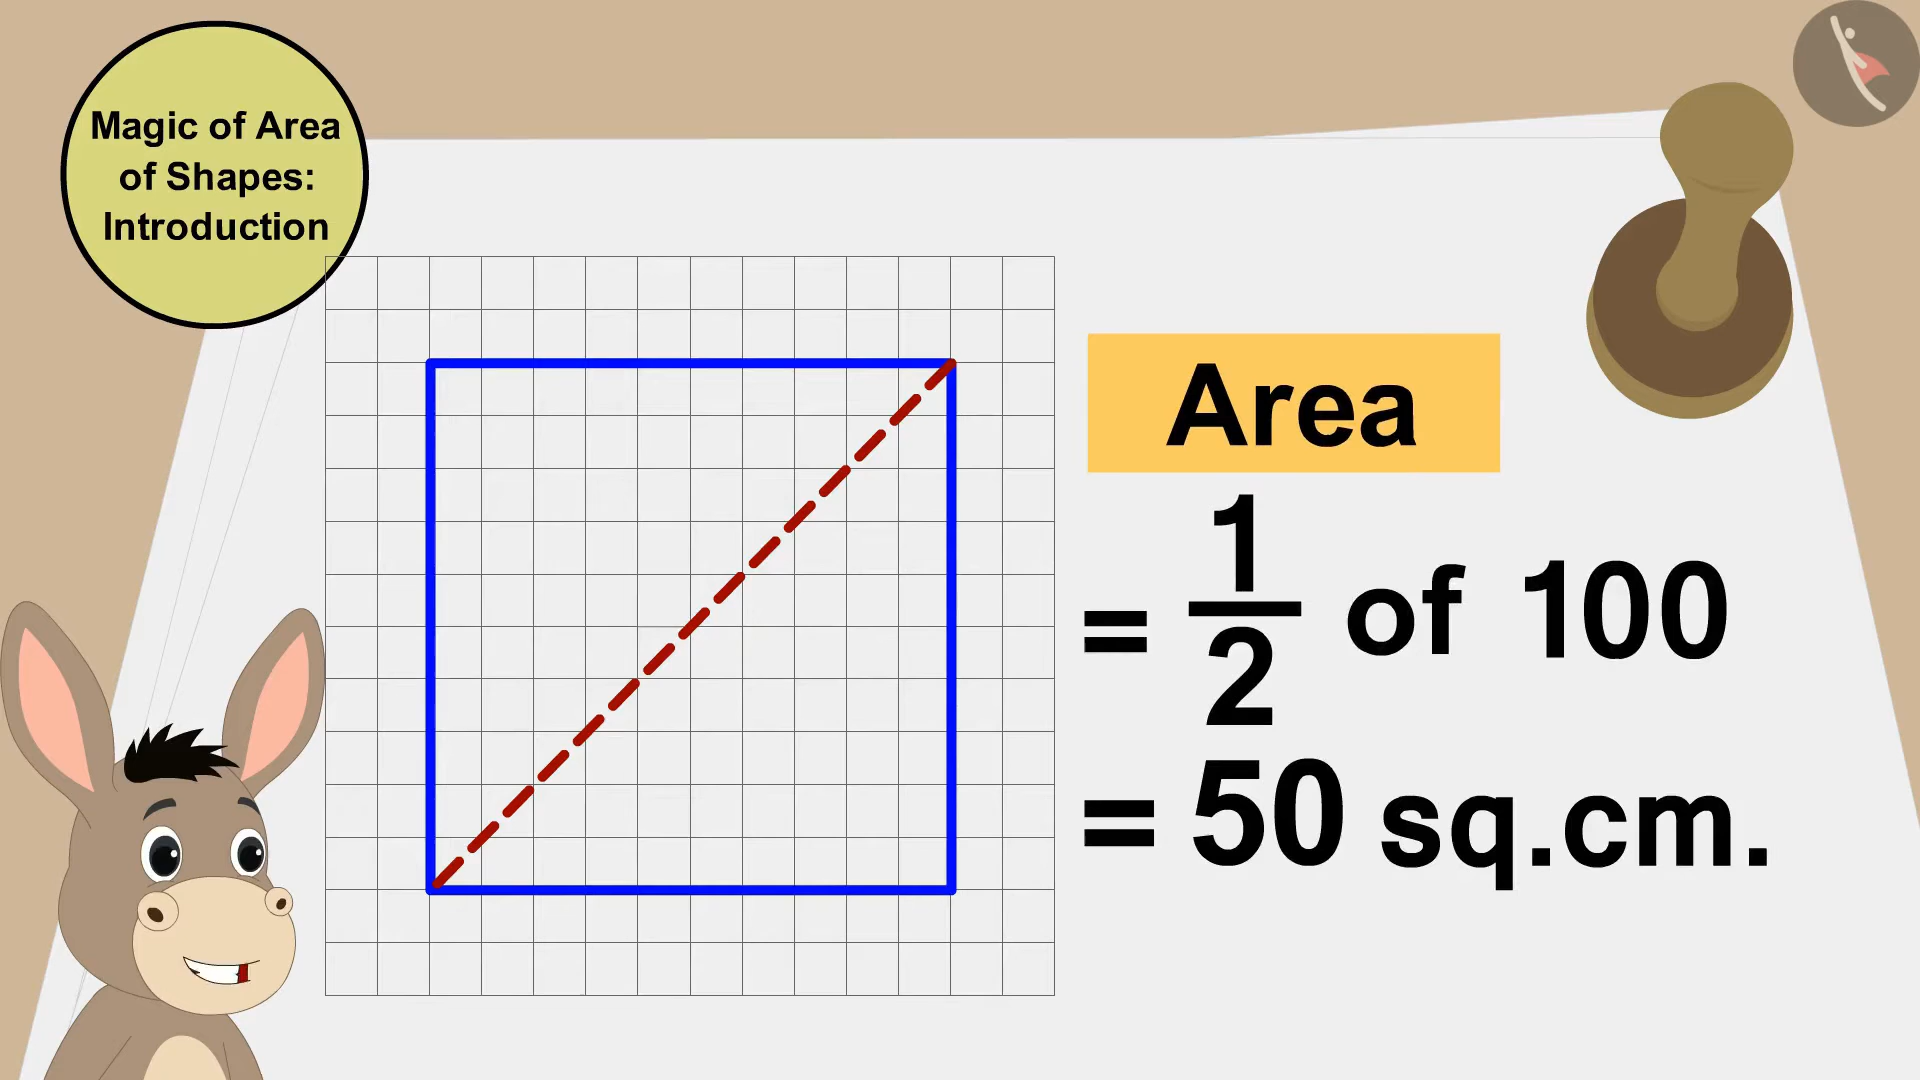 Magic of Area
of Shapes:
Introduction
Area
= 1/2 of 100
= 50 sq.cm.